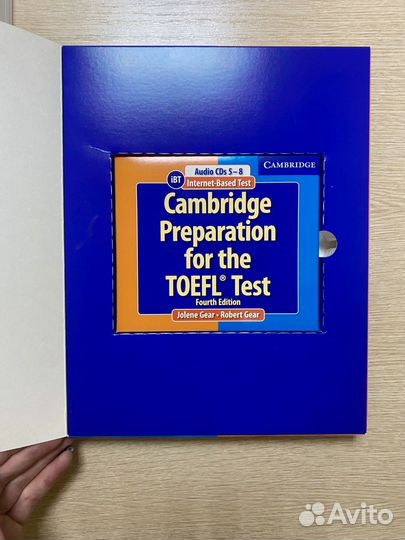 Audio CDs 5–8
CAMBRIDGE
iBT
Internet-Based Test
Cambridge
Preparation
for the
TOEFL® Test
Fourth Edition
Jolene Gear • Robert Gear
Avito